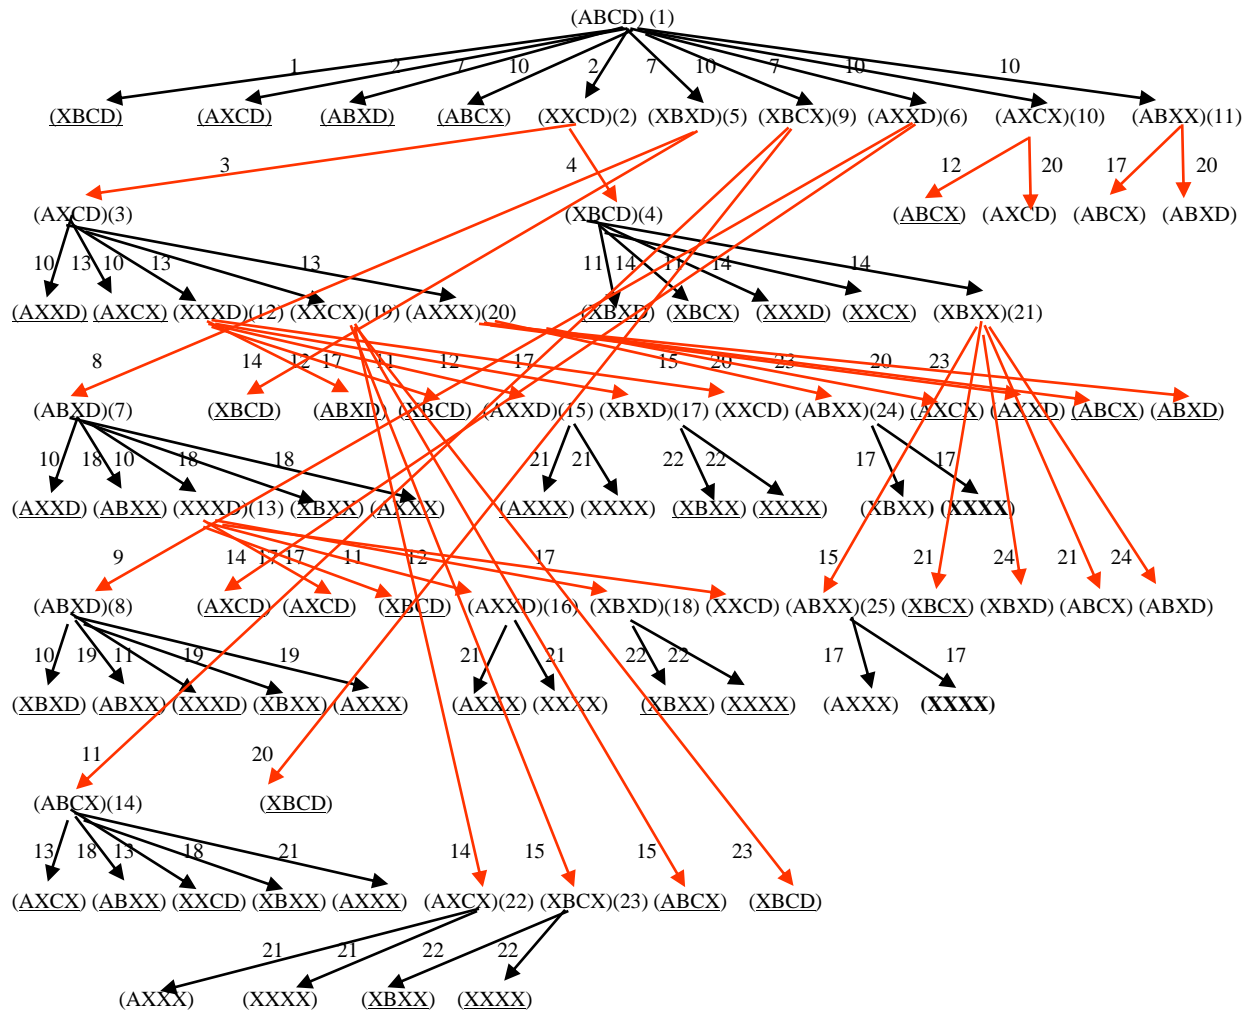 (ABCD) (1)
1 2 7 10 2 7 10 7 10 10
(XBCD) (AXCD) (ABXD) (ABCX) (XXCD)(2) (XBXD)(5) (XBCX)(9) (AXXD)(6) (AXCX)(10) (ABXX)(11)
3 4 12 20 17 20
(AXCD)(3) (XBCD)(4) (ABCX) (AXCD) (ABCX) (ABXD)
10 13 10 13 13 11 14 11 14 14
(AXXD) (AXCX) (XXXD)(12) (XXCX)(19) (AXXX)(20) (XBXD) (XBCX) (XXXD) (XXCX) (XBXX)(21)
8 14 12 17 11 12 17 15 20 23 20 23
(ABXD)(7) (XBCD) (ABXD) (XBCD) (AXXD)(15) (XBXD)(17) (XXCD) (ABXX)(24) (AXCX) (AXXD) (ABCX) (ABXD)
10 18 10 18 18 21 21 22 22 17 17
(AXXD) (ABXX) (XXXD)(13) (XBXX) (AXXX) (AXXX) (XXXX) (XBXX) (XXXX) (XBXX) (XXXX)
9 14 17 17 11 12 17 15 21 24 21 24
(ABXD)(8) (AXCD) (AXCD) (XBCD) (AXXD)(16) (XBXD)(18) (XXCD) (ABXX)(25) (XBCX) (XBXD) (ABCX) (ABXD)
10 19 11 19 19 21 21 22 22 17 17
(XBXD) (ABXX) (XXXD) (XBXX) (AXXX) (AXXX) (XXXX) (XBXX) (XXXX) (AXXX) (XXXX)
11 20
(ABCX)(14) (XBCD)
13 18 13 18 21 14 15 15 23
(AXCX) (ABXX) (XXCD) (XBXX) (AXXX) (AXCX)(22) (XBCX)(23) (ABCX) (XBCD)
21 21 22 22
(AXXX) (XXXX) (XBXX) (XXXX)